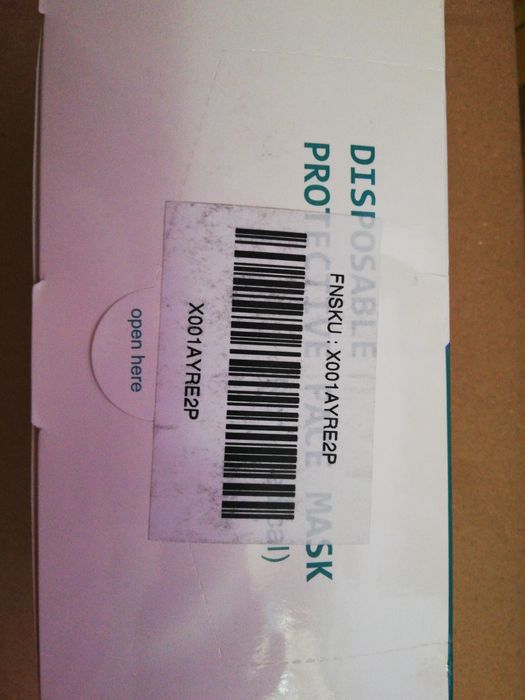 DISPOSABLE
PROTECTIVE FACE MASK
FNSKU : X001AYRE2P
X001AYRE2P
open here